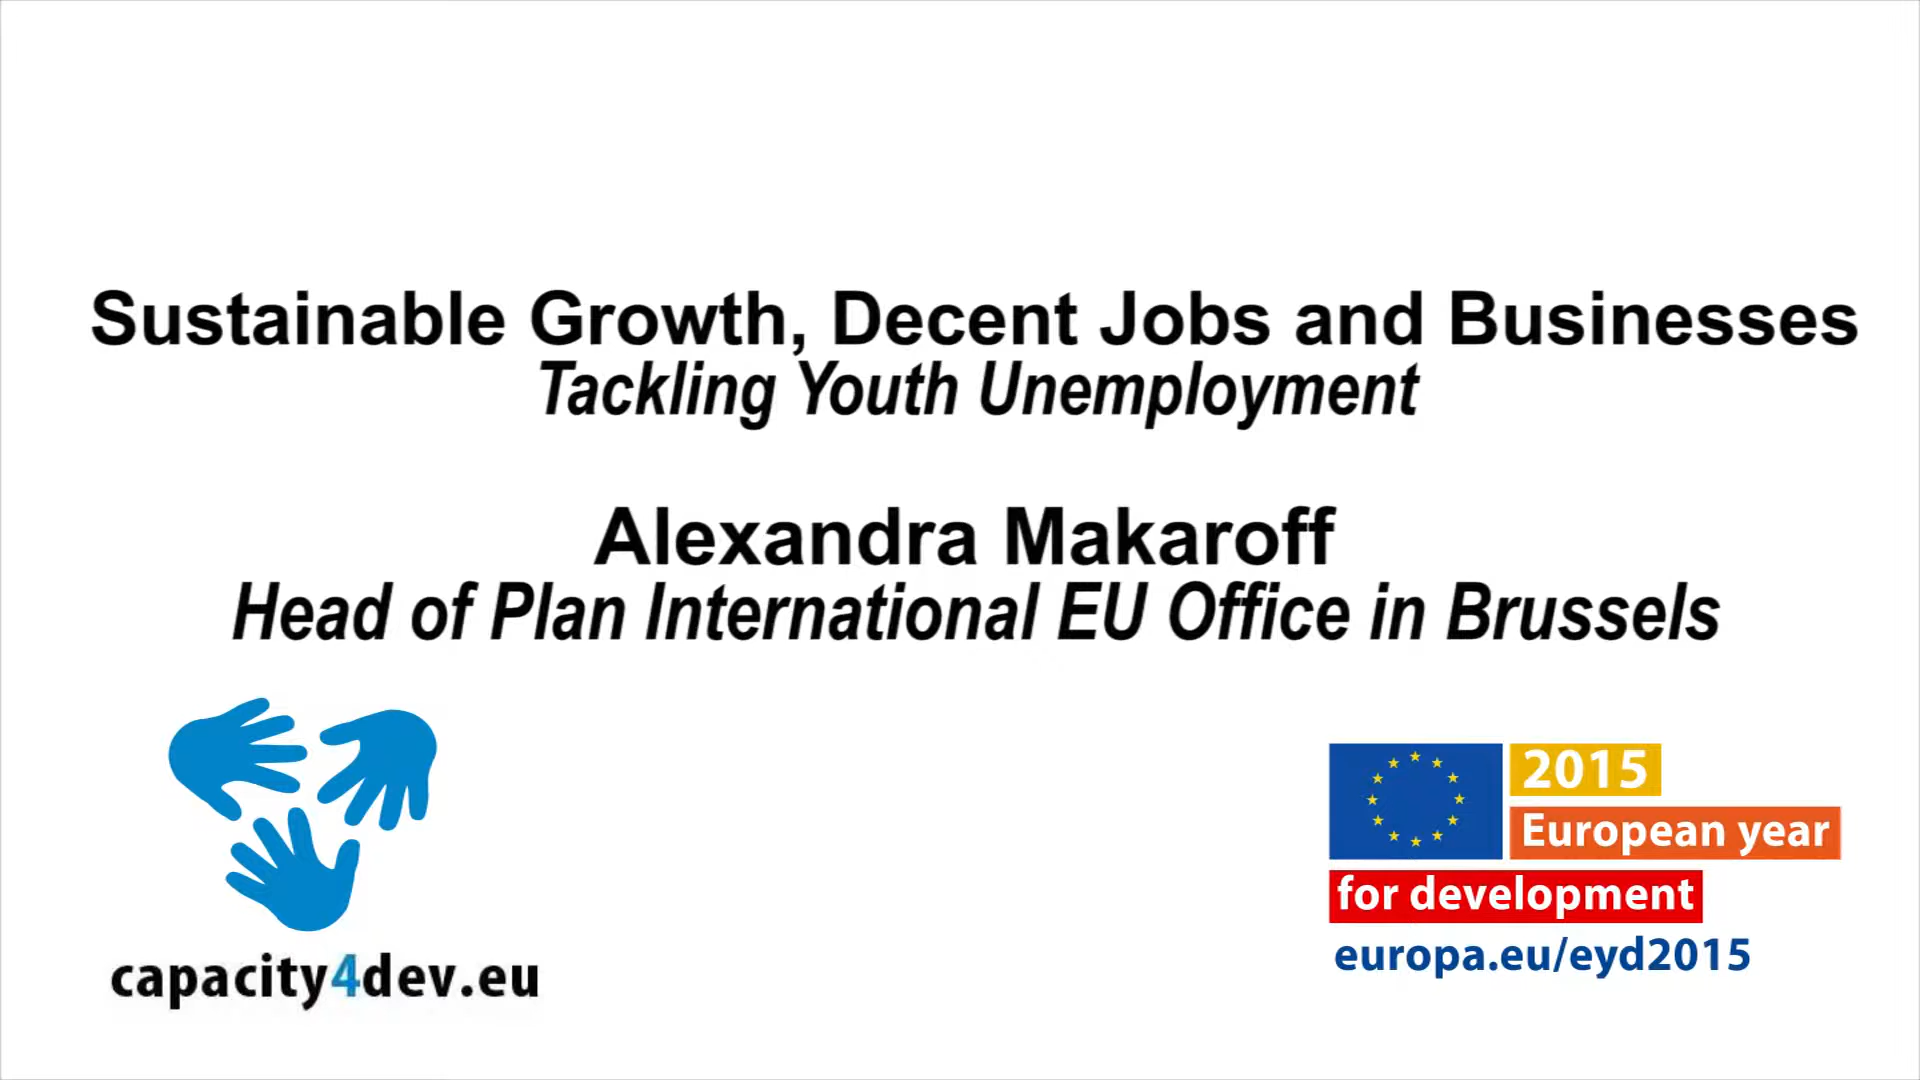 Sustainable Growth, Decent Jobs and Businesses
Tackling Youth Unemployment
Alexandra Makaroff
Head of Plan International EU Office in Brussels
capacity4dev.eu
2015
European year
for development
europa.eu/eyd2015